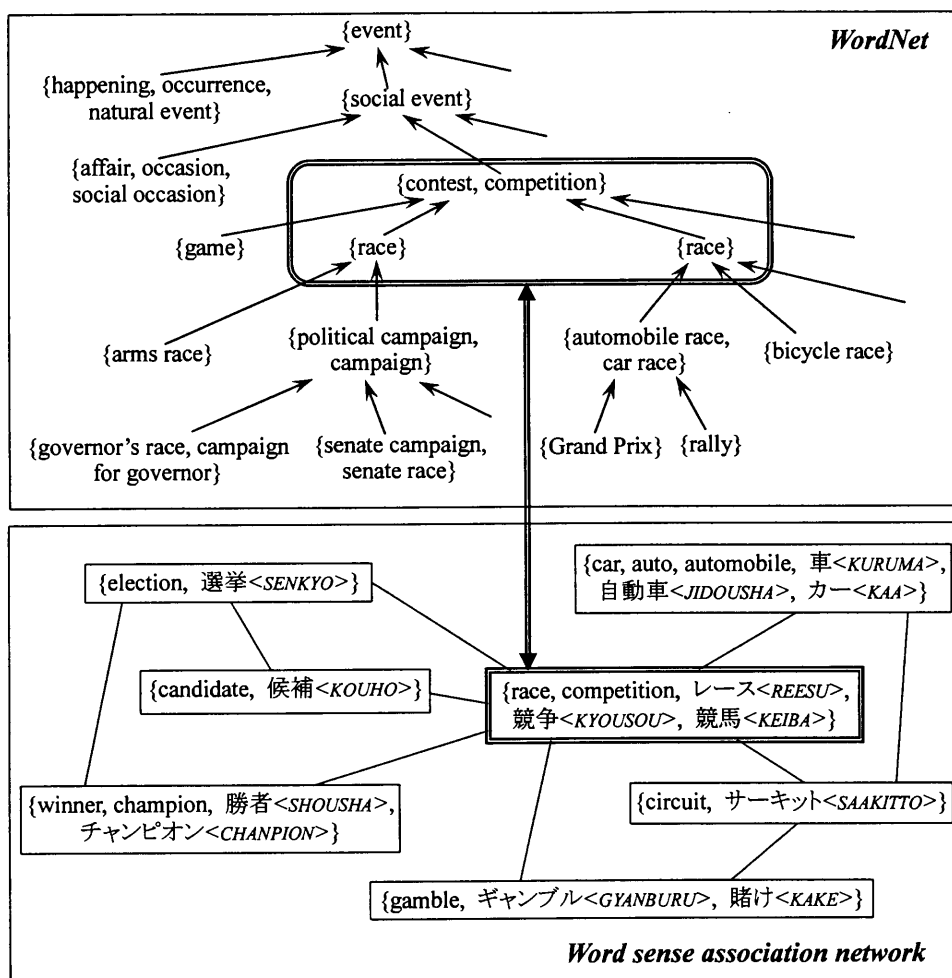 {event}
WordNet
{happening, occurrence,
natural event}
{social event}
{affair, occasion,
social occasion}
{contest, competition}
{game}
{race}
{race}
{arms race}
{political campaign,
campaign}
{automobile race,
car race}
{bicycle race}
{governor's race, campaign
for governor}
{senate campaign,
senate race}
{Grand Prix}
{rally}
{election, 選挙<SENKYO>}
{car, auto, automobile, 車<KURUMA>,
自動車<JIDOUSHA>, カー<KAA>}
{candidate, 候補<KOUHO>}
{race, competition, レース<REESU>,
競争<KYOUSOU>, 競馬<KEIBA>}
{winner, champion, 勝者<SHOUSHA>,
チャンピオン<CHANPION>}
{circuit, サーキット<SAAKITTO>}
{gamble, ギャンブル<GYANBURU>, 賭け<KAKE>}
Word sense association network